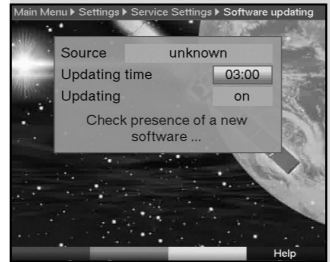 Main Menu ▶ Settings ▶ Service Settings ▶ Software updating
Source unknown
Updating time 03:00
Updating on
Check presence of a new
software ...
Help